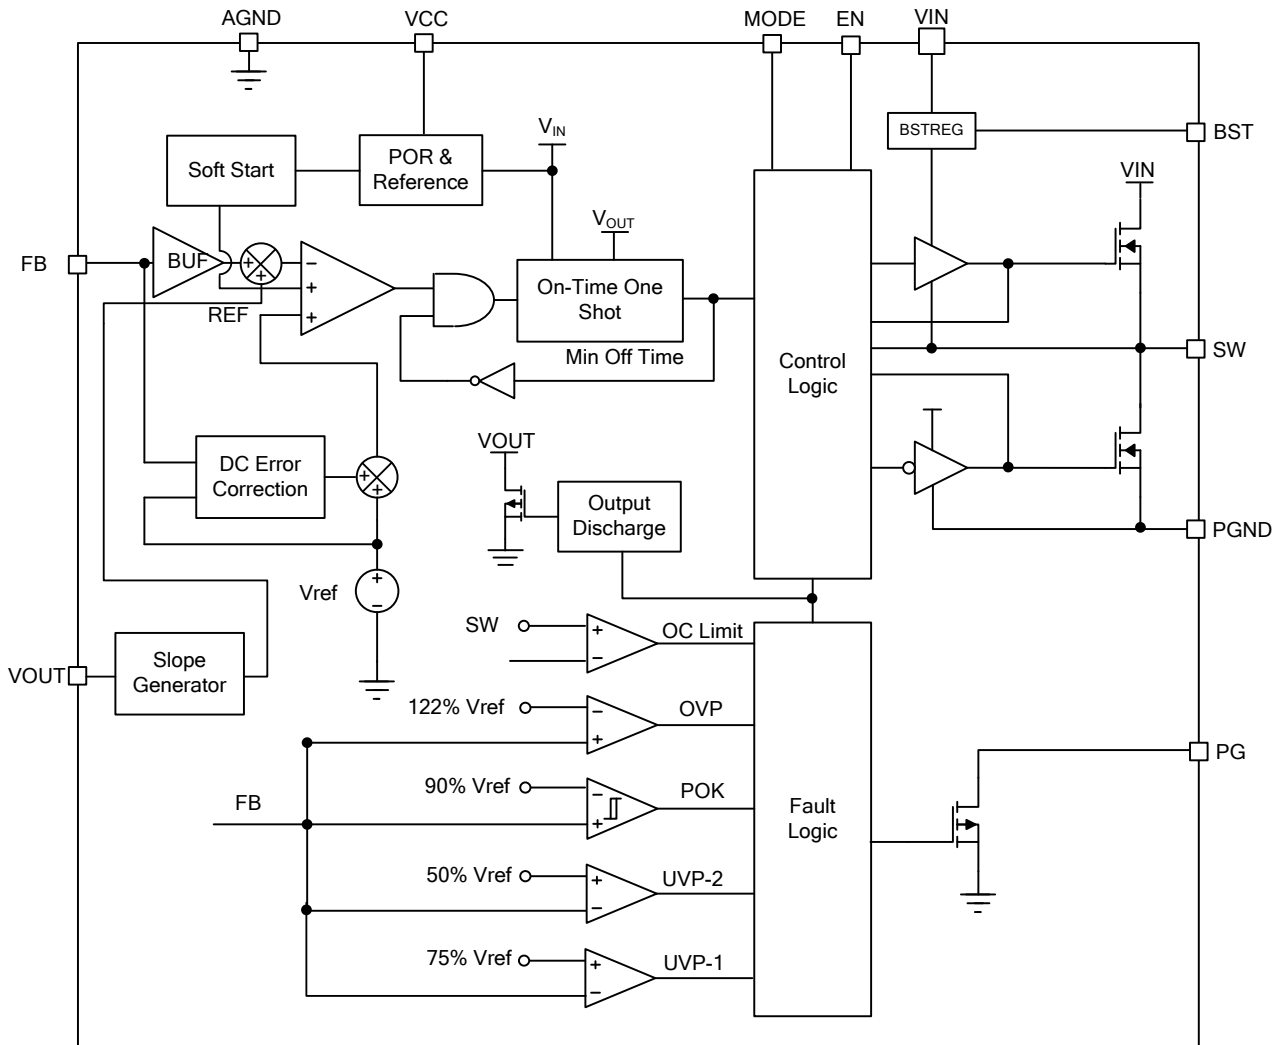 AGND
VCC
MODE
EN
VIN
BSTREG
BST
V_IN
Soft Start
POR &
Reference
VIN
V_OUT
FB
BUF
+
+
−
+
+
REF
On-Time One
Shot
Min Off Time
Control
Logic
SW
VOUT
DC Error
Correction
+
+
Output
Discharge
PGND
Vref
+
−
SW
+
−
OC Limit
VOUT
Slope
Generator
122% Vref
−
+
OVP
PG
90% Vref
−
+
POK
FB
Fault
Logic
50% Vref
+
−
UVP-2
75% Vref
+
−
UVP-1